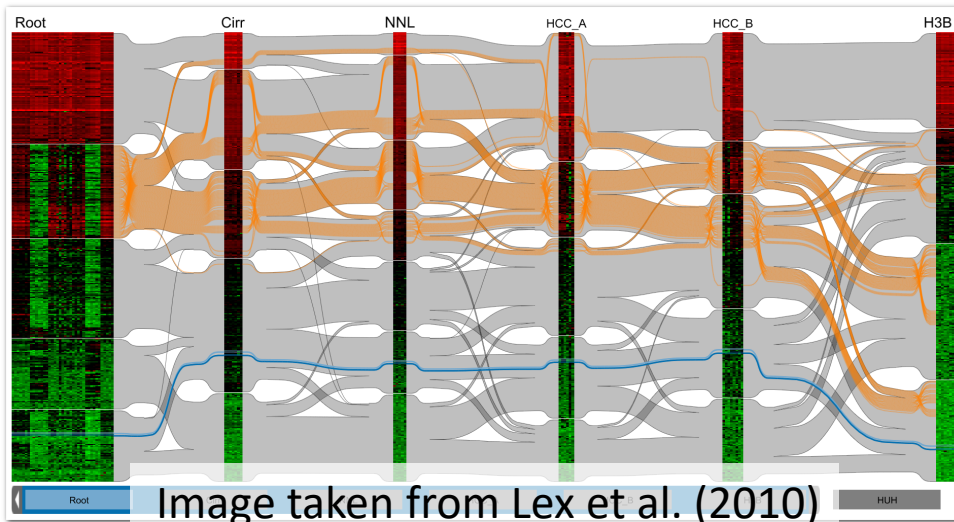 Root Cirr NNL HCC_A HCC_B H3B
Root HUH
Image taken from Lex et al. (2010)